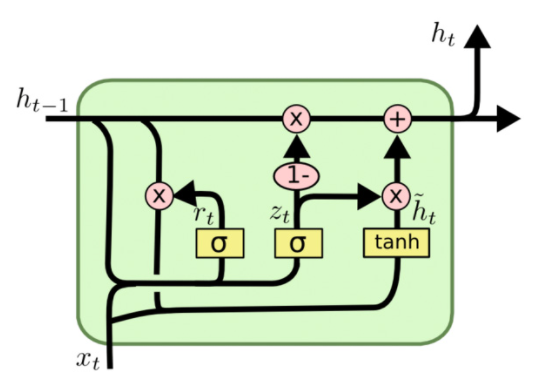 h_t
h_{t-1}
x +
1-
x r_t z_t x h̃_t
σ σ tanh
x_t